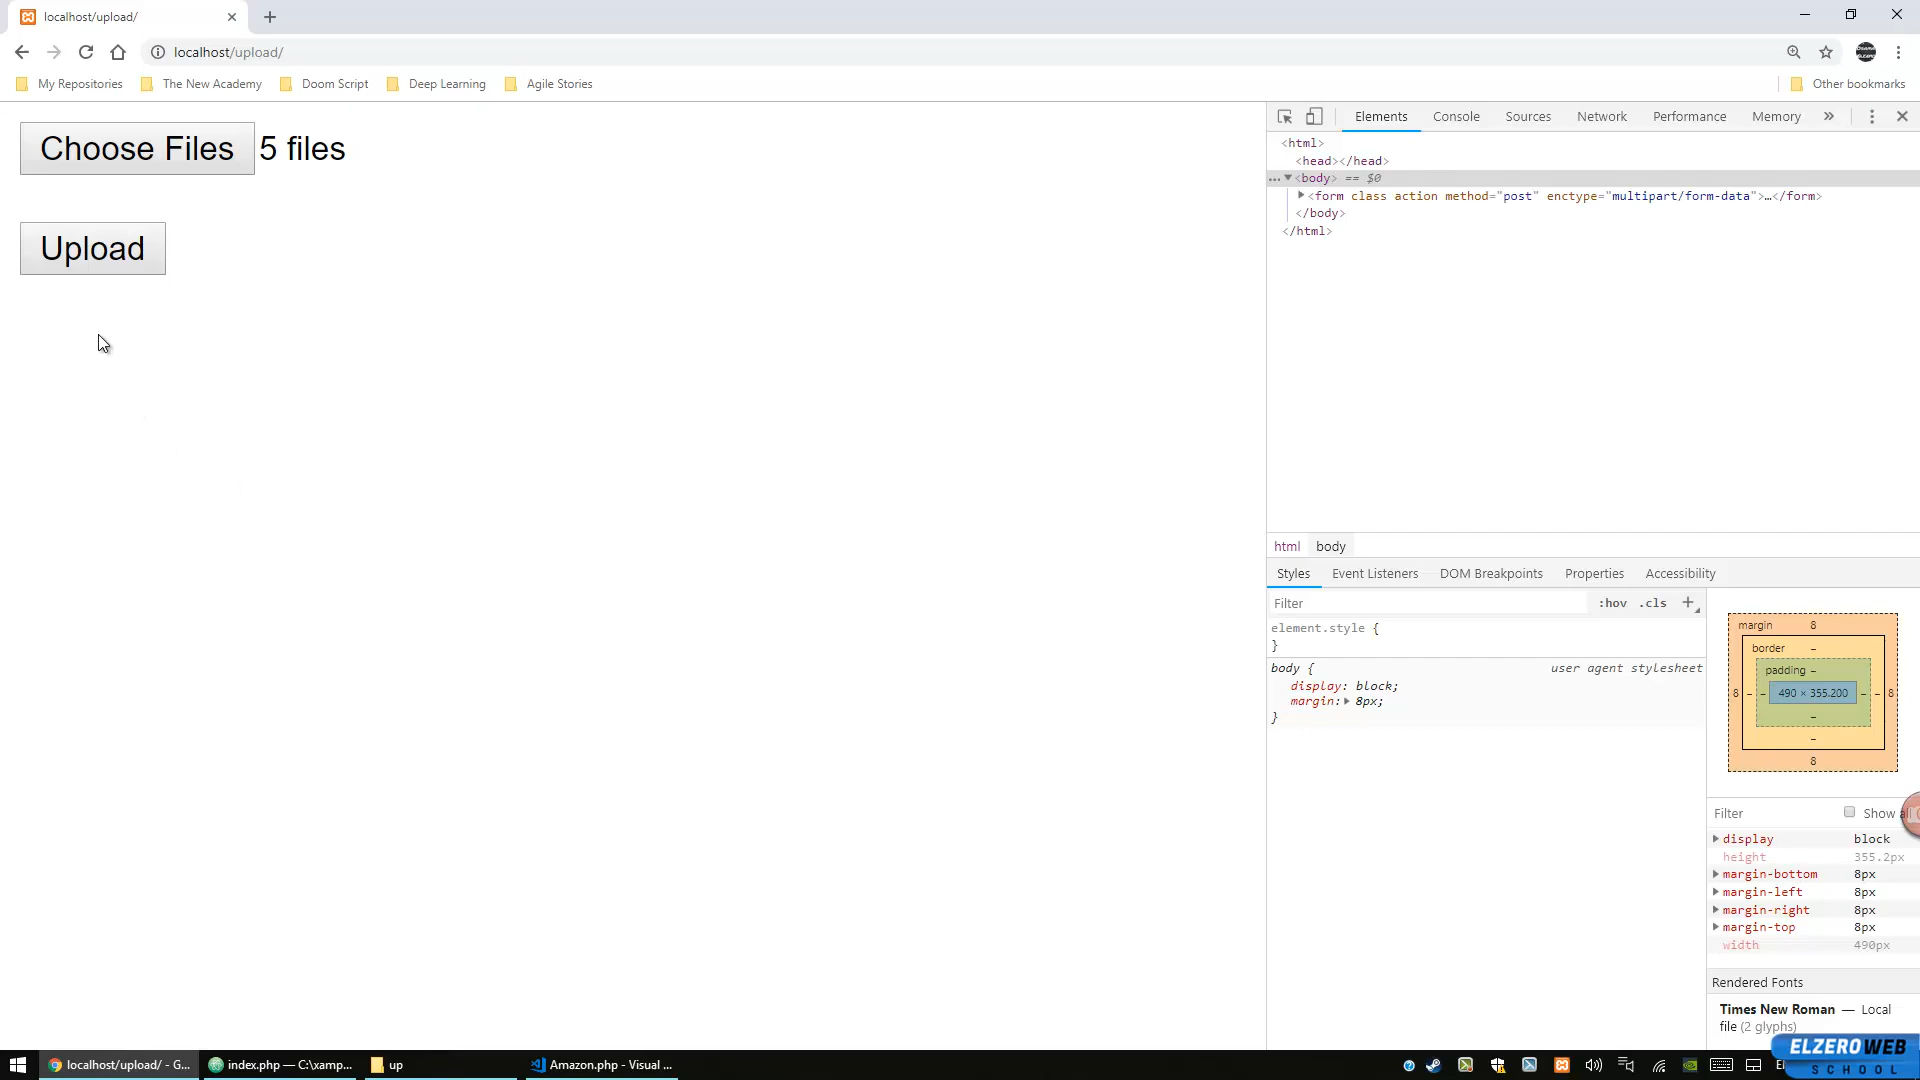 localhost/upload/
localhost/upload/
My Repositories
The New Academy
Doom Script
Deep Learning
Agile Stories
Other bookmarks
Choose Files 5 files
Upload
Elements
Console
Sources
Network
Performance
Memory
<html>
<head></head>
<body> == $0
<form class action method="post" enctype="multipart/form-data">…</form>
</body>
</html>
html
body
Styles
Event Listeners
DOM Breakpoints
Properties
Accessibility
Filter
:hov .cls +
element.style {
}
body {
user agent stylesheet
display: block;
margin: 8px;
}
margin 8
border –
padding –
8 – – 490 × 355.200 – – 8
–
–
8
Filter
Show all
display block
height 355.2px
margin-bottom 8px
margin-left 8px
margin-right 8px
margin-top 8px
width 490px
Rendered Fonts
Times New Roman — Local
file (2 glyphs)
localhost/upload/ - G...
index.php — C:\xamp...
up
Amazon.php - Visual ...
ELZEROWEB
SCHOOL